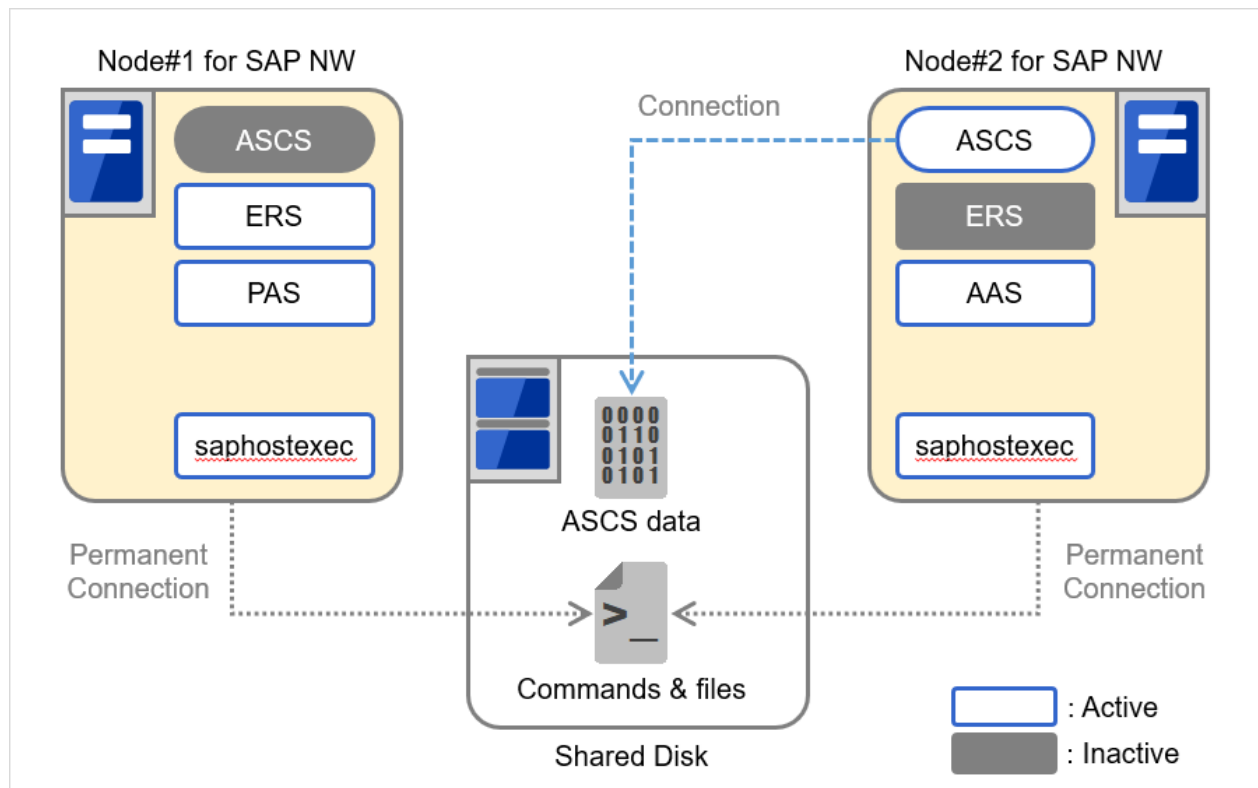 Node#1 for SAP NW
Node#2 for SAP NW
Connection
ASCS
ERS
PAS
saphostexec
ASCS
ERS
AAS
saphostexec
0000
0110
0101
0101
ASCS data
Permanent
Connection
Permanent
Connection
>_
Commands & files
Shared Disk
: Active
: Inactive